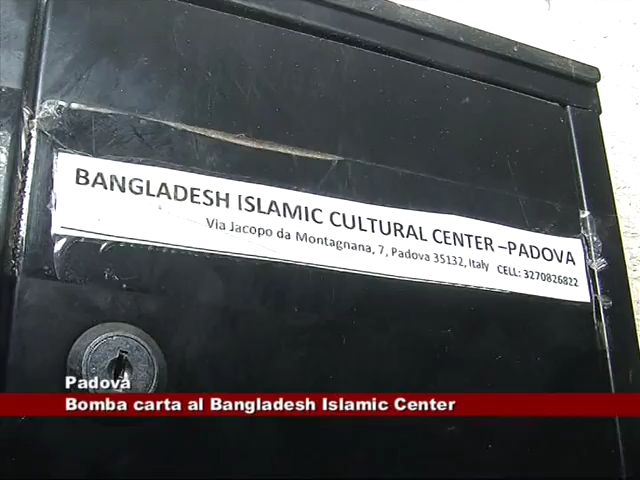 BANGLADESH ISLAMIC CULTURAL CENTER –PADOVA
Via Jacopo da Montagnana, 7, Padova 35132, Italy CELL: 3270826822
Padova
Bomba carta al Bangladesh Islamic Center